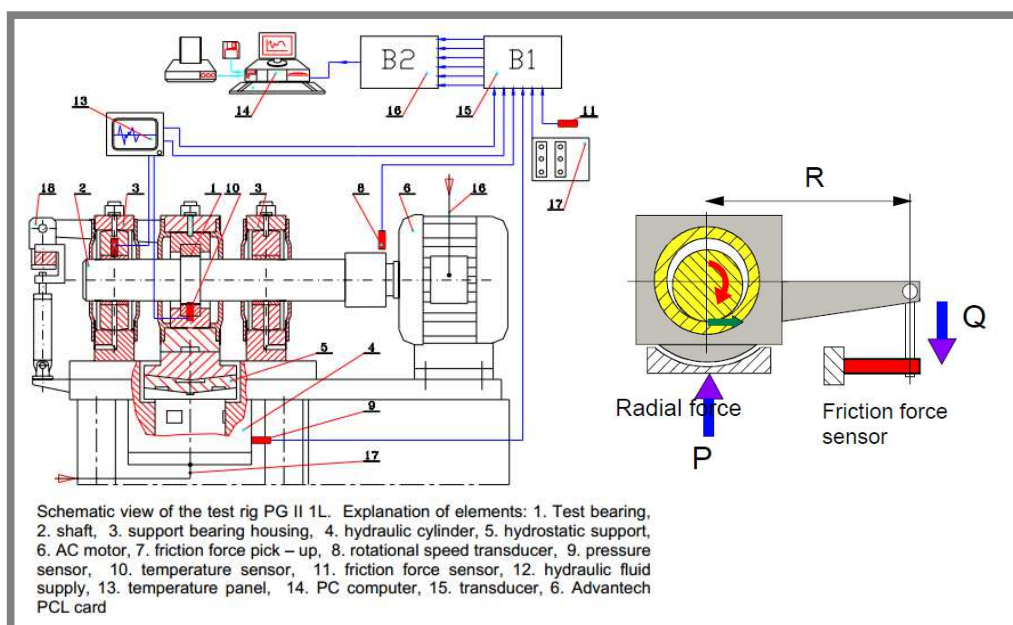 B2
B1
13
14
16
15
11
17
18
2
3
1
10
3
8
6
16
5
4
9
17
R
Q
Radial force
P
Friction force
sensor
Schematic view of the test rig PG II 1L. Explanation of elements: 1. Test bearing,
2. shaft, 3. support bearing housing, 4. hydraulic cylinder, 5. hydrostatic support,
6. AC motor, 7. friction force pick – up, 8. rotational speed transducer, 9. pressure
sensor, 10. temperature sensor, 11. friction force sensor, 12. hydraulic fluid
supply, 13. temperature panel, 14. PC computer, 15. transducer, 6. Advantech
PCL card